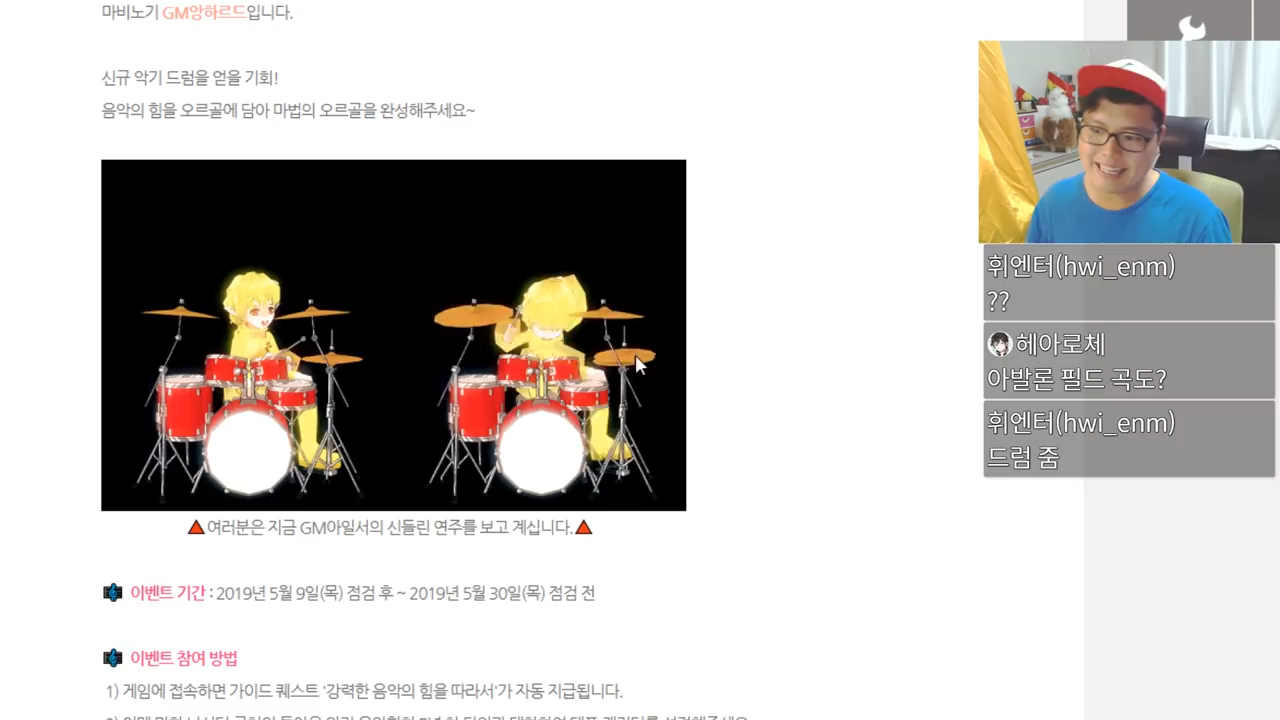 마비노기 GM앙하르드입니다.
신규 악기 드럼을 얻을 기회!
음악의 힘을 오르골에 담아 마법의 오르골을 완성해주세요~
🔺여러분은 지금 GM아일서의 신들린 연주를 보고 계십니다.🔺
이벤트 기간 : 2019년 5월 9일(목) 점검 후 ~ 2019년 5월 30일(목) 점검 전
이벤트 참여 방법
1) 게임에 접속하면 가이드 퀘스트 '강력한 음악의 힘을 따라서'가 자동 지급됩니다.
휘엔터(hwi_enm)
??
헤아로체
아발론 필드 곡도?
휘엔터(hwi_enm)
드럼 줌